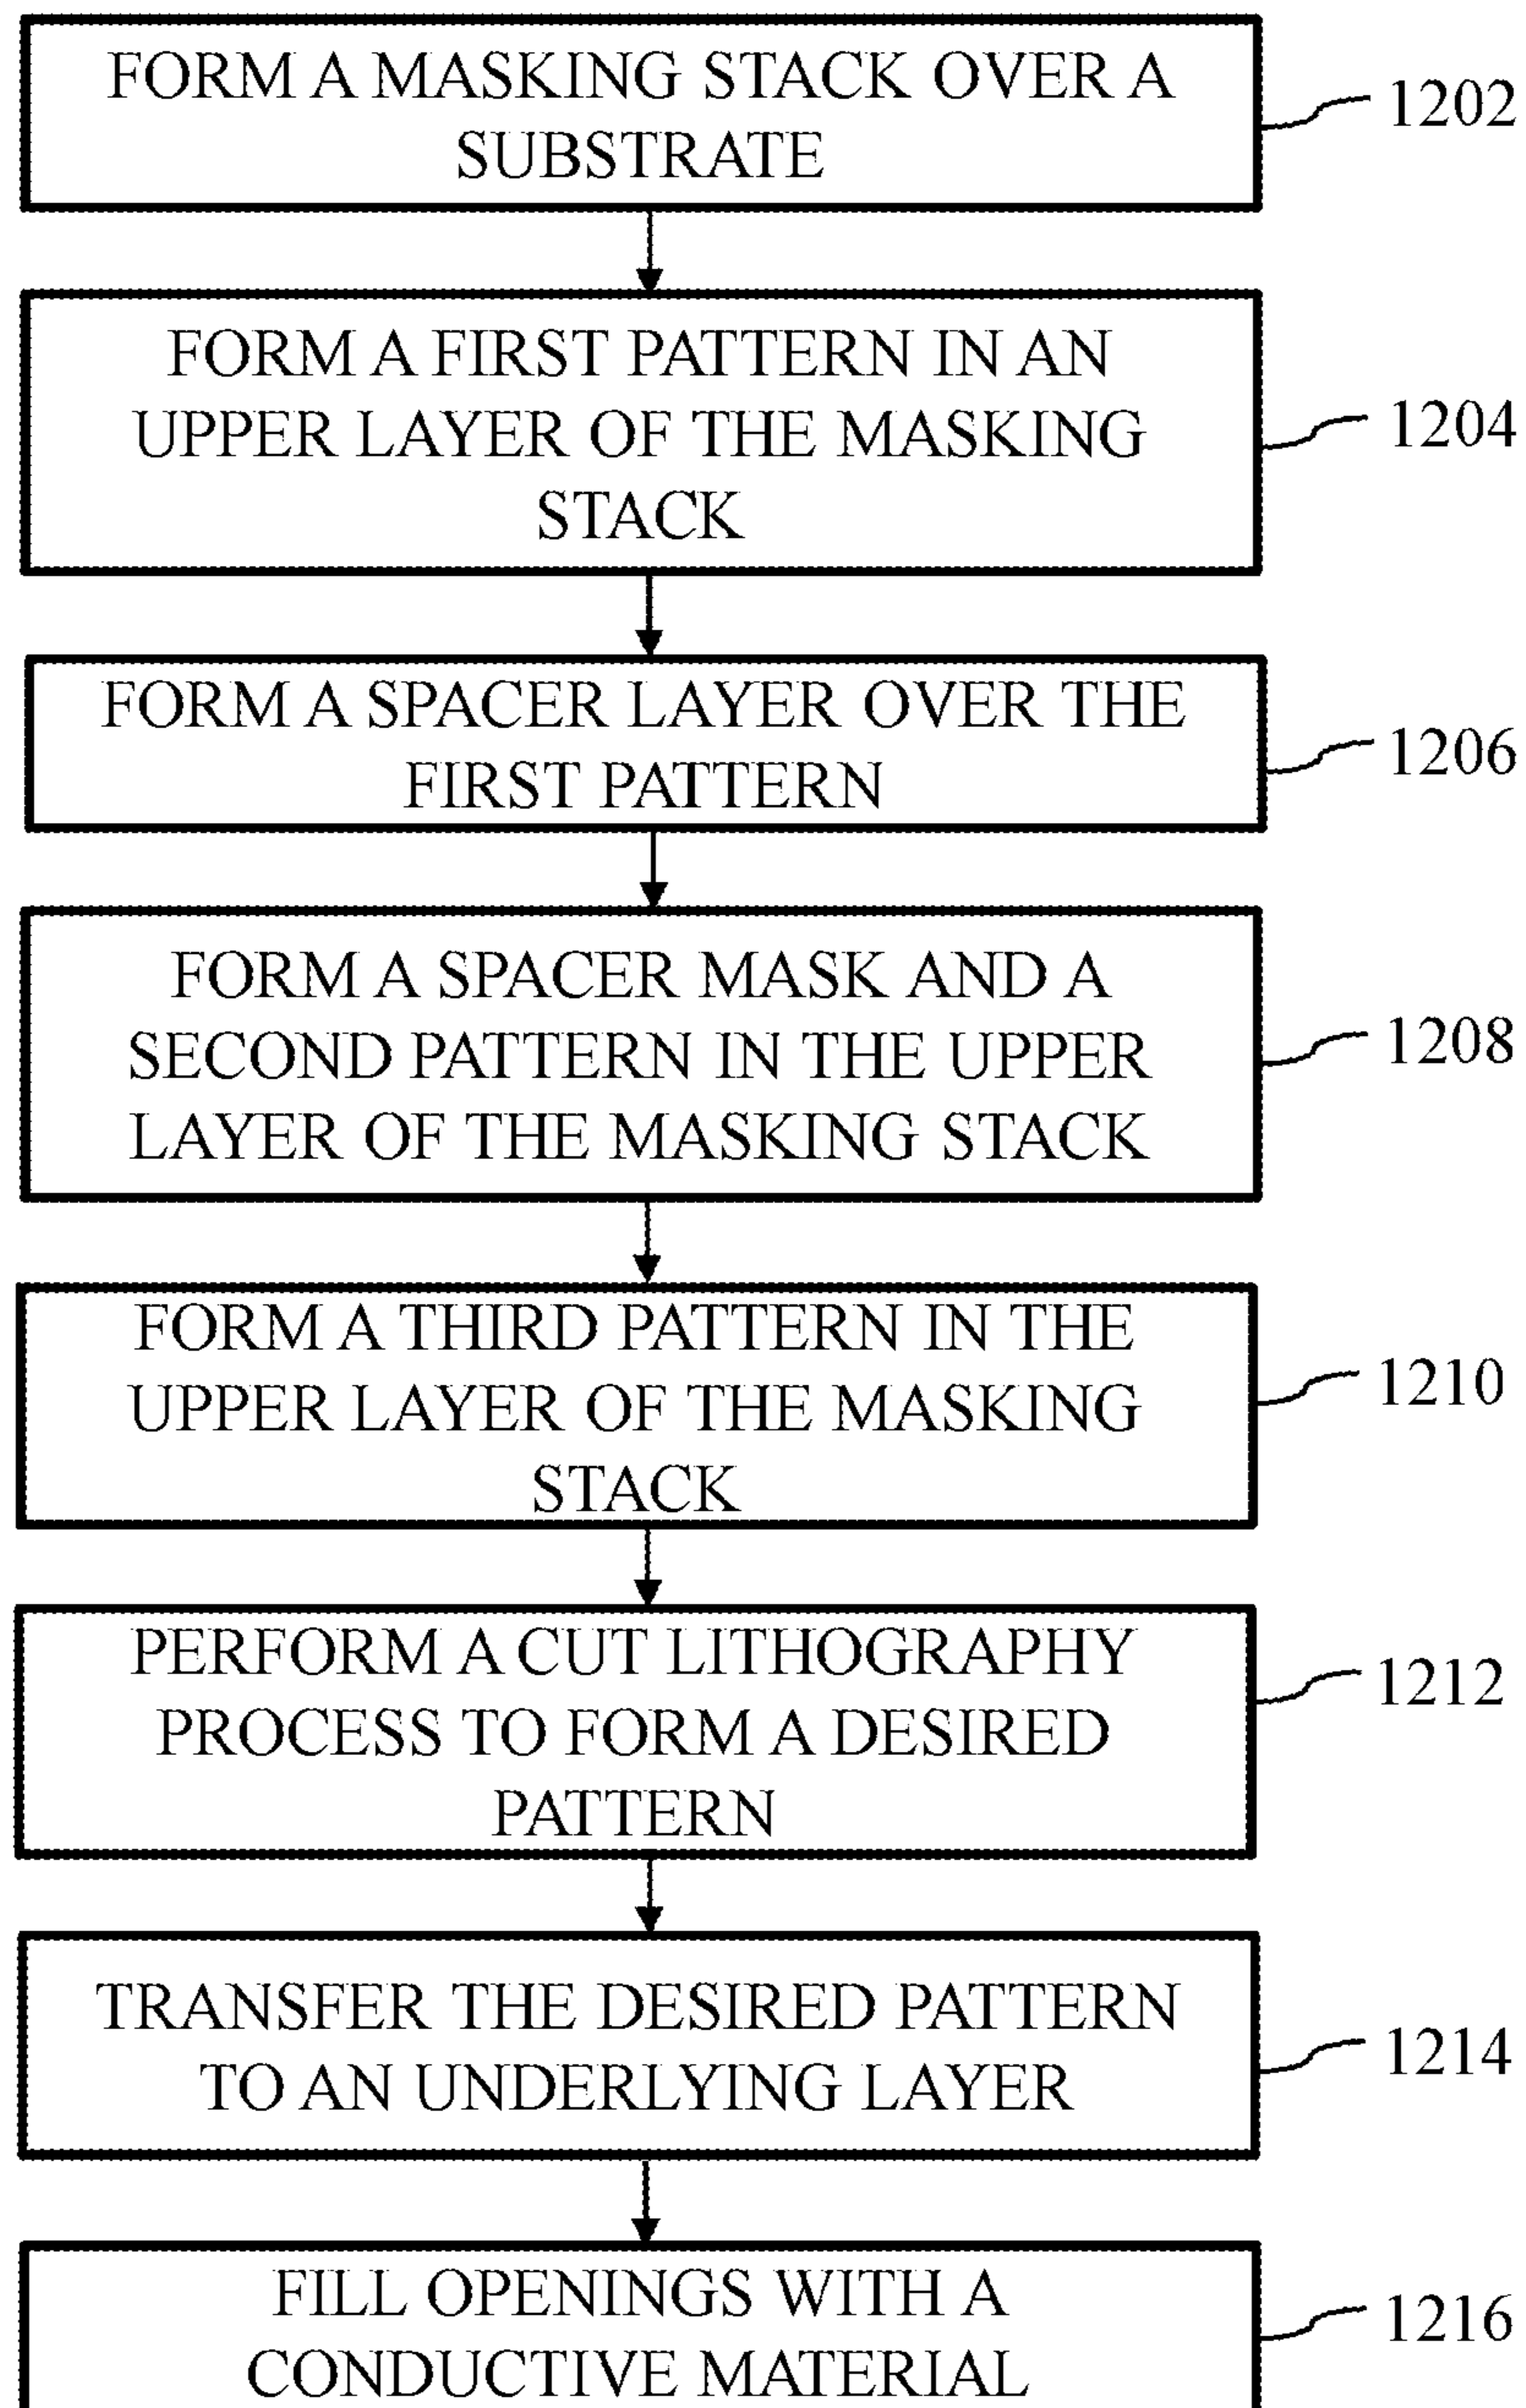 FORM A MASKING STACK OVER A
SUBSTRATE
1202
FORM A FIRST PATTERN IN AN
UPPER LAYER OF THE MASKING
STACK
1204
FORM A SPACER LAYER OVER THE
FIRST PATTERN
1206
FORM A SPACER MASK AND A
SECOND PATTERN IN THE UPPER
LAYER OF THE MASKING STACK
1208
FORM A THIRD PATTERN IN THE
UPPER LAYER OF THE MASKING
STACK
1210
PERFORM A CUT LITHOGRAPHY
PROCESS TO FORM A DESIRED
PATTERN
1212
TRANSFER THE DESIRED PATTERN
TO AN UNDERLYING LAYER
1214
FILL OPENINGS WITH A
CONDUCTIVE MATERIAL
1216